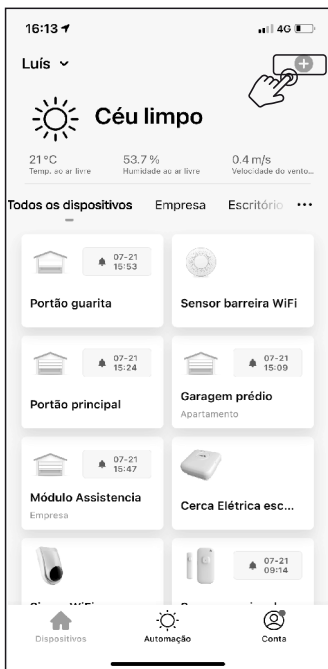 16:13
4G
Luís
Céu limpo
21°C
53.7%
0.4 m/s
Temp. ao ar livre
Humidade ao ar livre
Velocidade do vento...
Todos os dispositivos
Empresa
Escritório
...
07-21
15:53
Portão guarita
Sensor barreira WiFi
07-21
15:24
Portão principal
07-21
15:09
Garagem prédio
Apartamento
07-21
15:47
Módulo Assistencia
Empresa
Cerca Elétrica esc...
07-21
09:14
Dispositivos
Automação
Conta